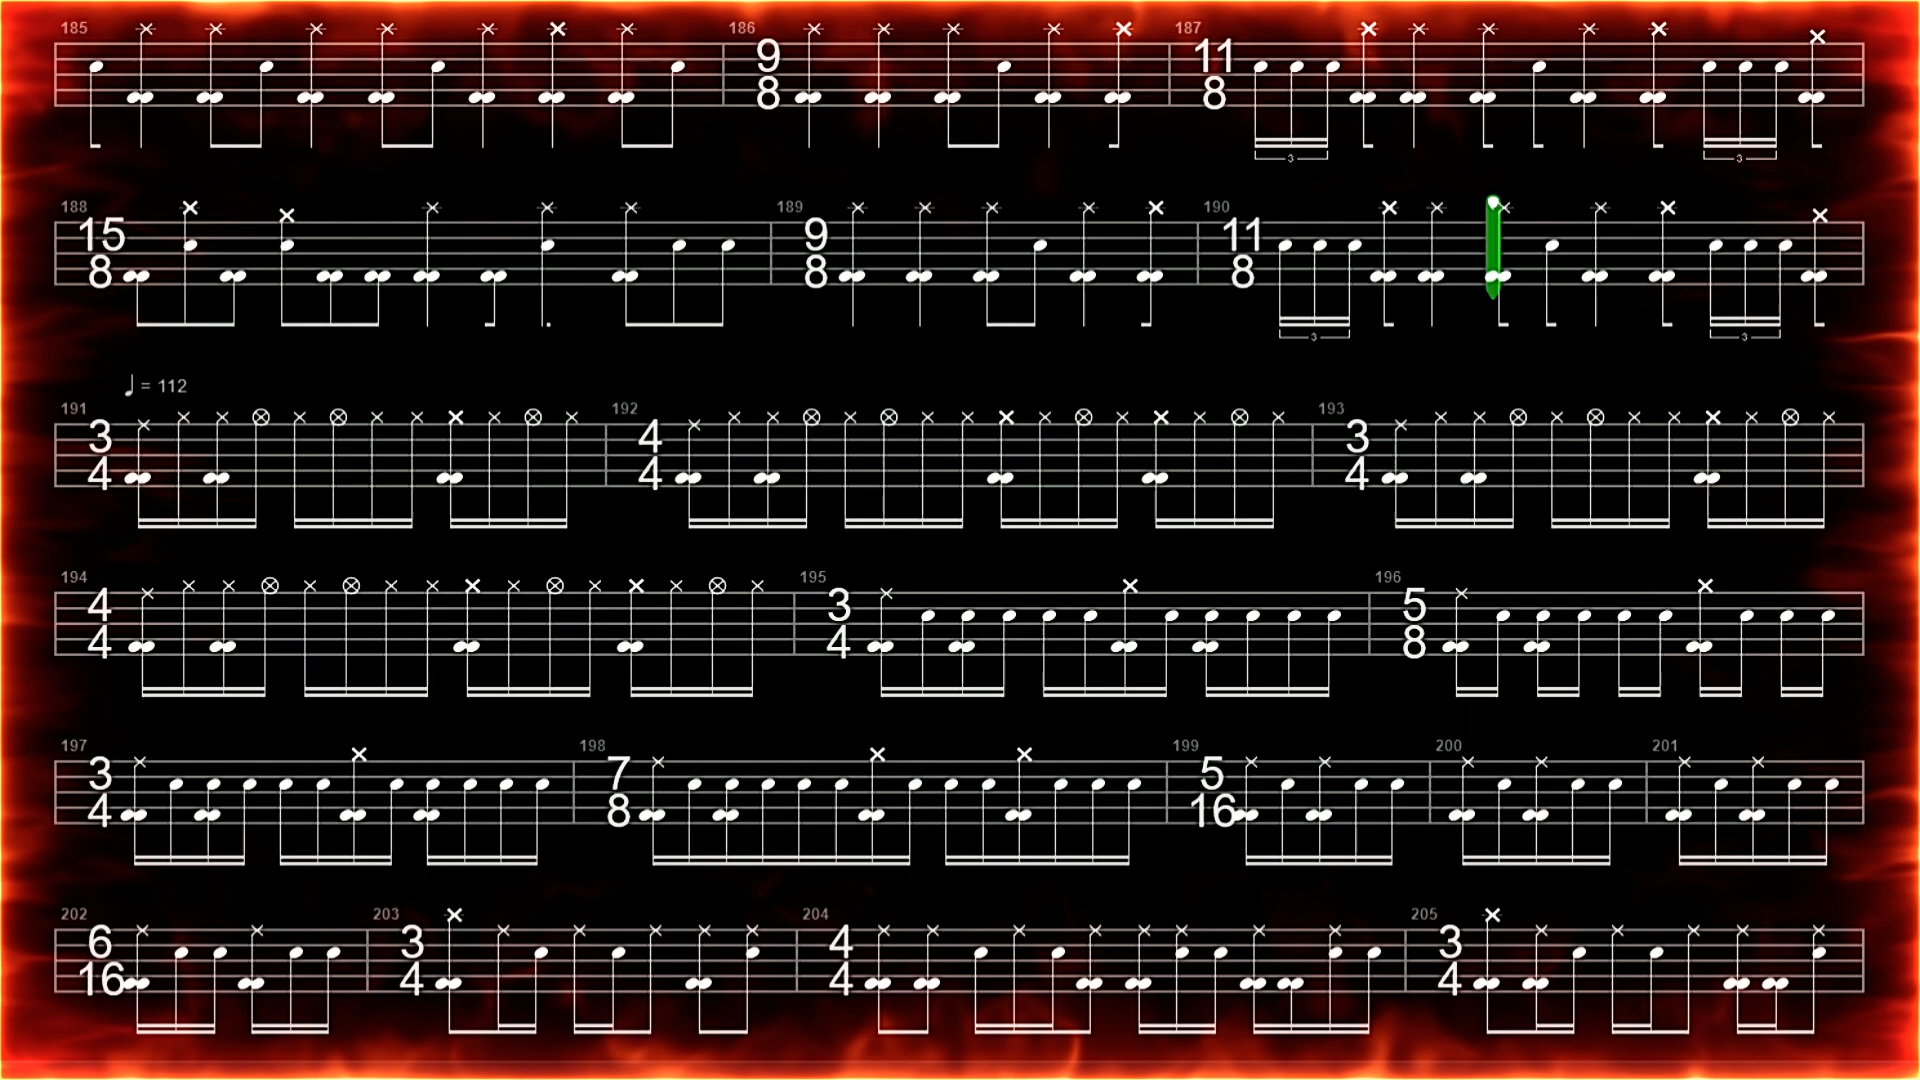 185 186 9 8 187 11 8
3 3
188 15 8 189 9 8 190 11 8
3 3
♩ = 112
191 3 4 192 4 4 193 3 4
194 4 4 195 3 4 196 5 8
197 3 4 198 7 8 199 5 16 200 201
202 6 16 203 3 4 204 4 4 205 3 4